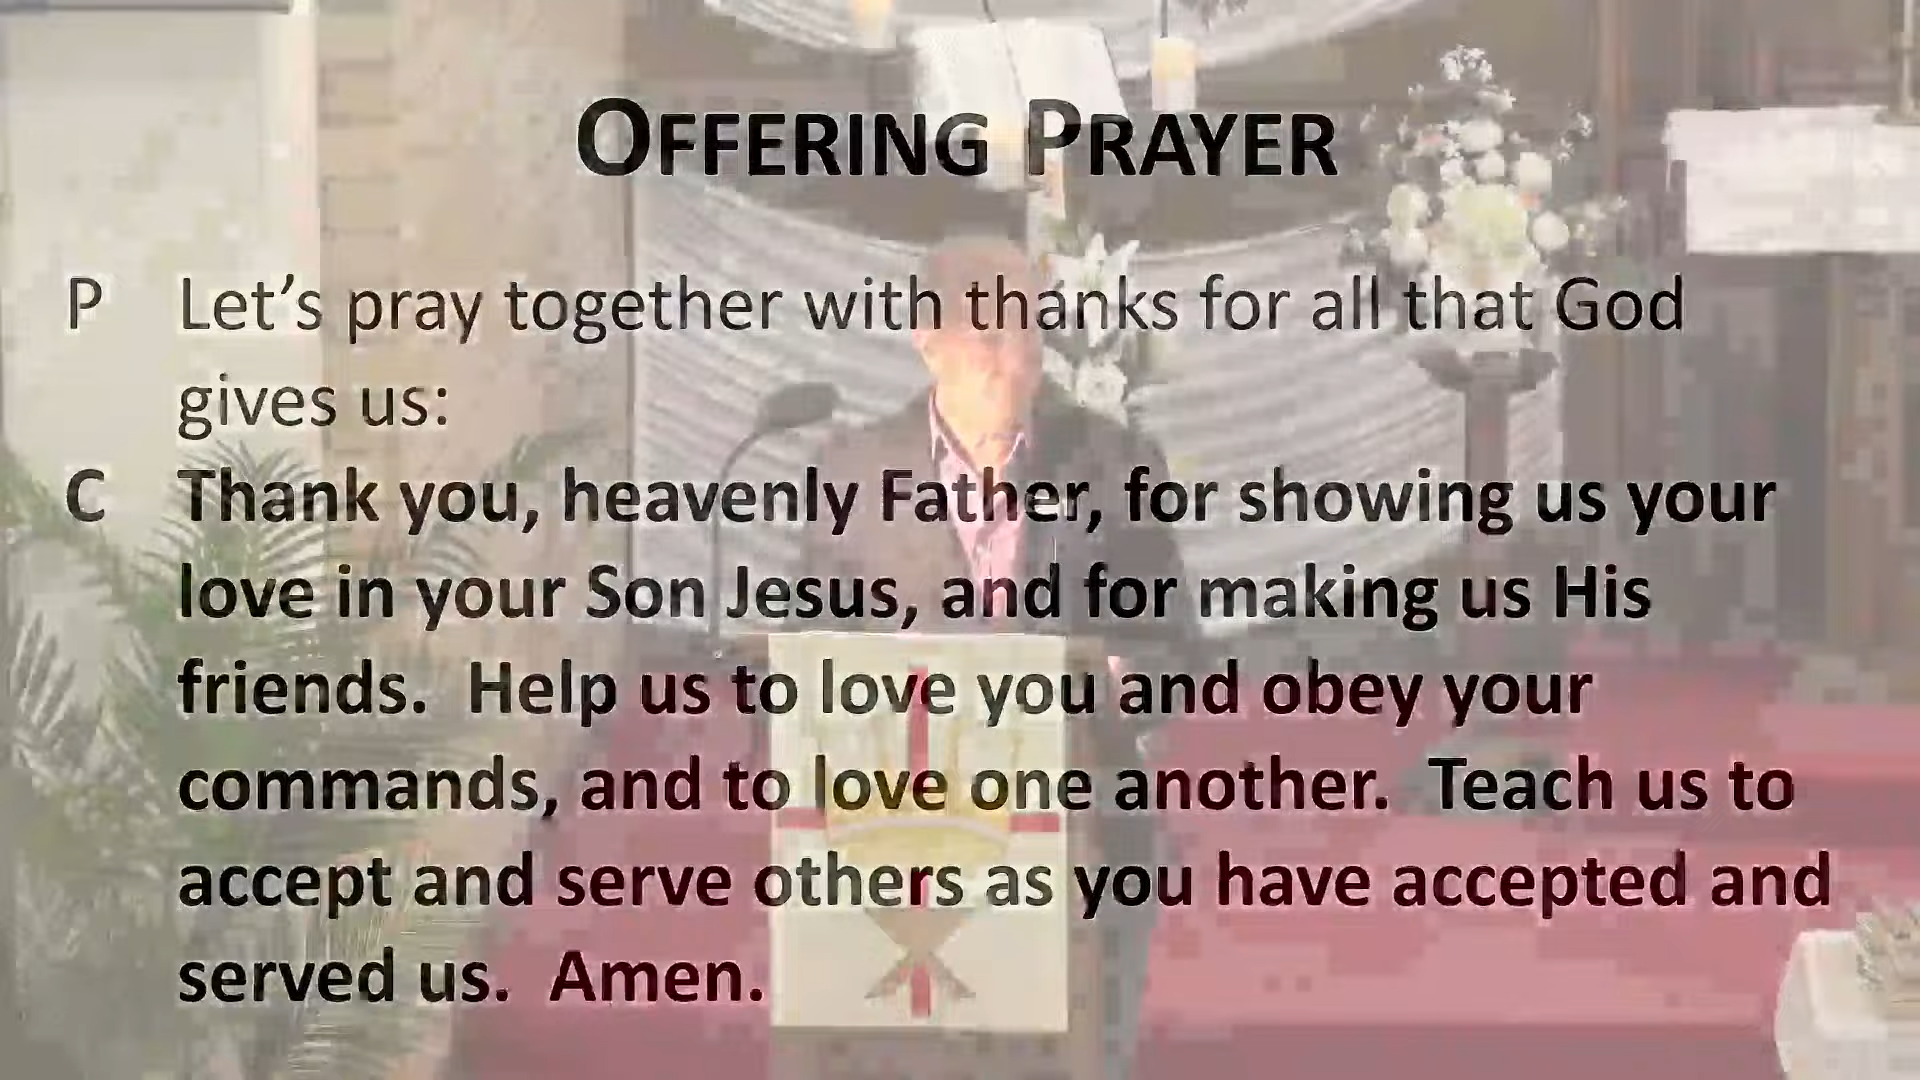 OFFERING PRAYER
P Let’s pray together with thanks for all that God
gives us:
C Thank you, heavenly Father, for showing us your
love in your Son Jesus, and for making us His
friends.  Help us to love you and obey your
commands, and to love one another.  Teach us to
accept and serve others as you have accepted and
served us.  Amen.